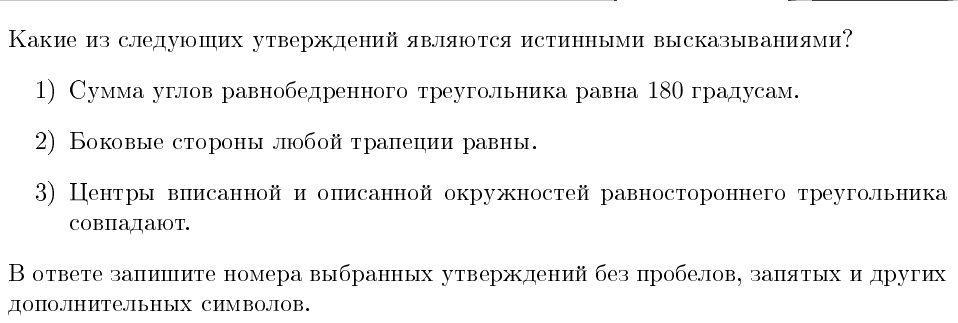 Какие из следующих утверждений являются истинными высказываниями?
1) Сумма углов равнобедренного треугольника равна 180 градусам.
2) Боковые стороны любой трапеции равны.
3) Центры вписанной и описанной окружностей равностороннего треугольника
совпадают.
В ответе запишите номера выбранных утверждений без пробелов, запятых и других
дополнительных символов.